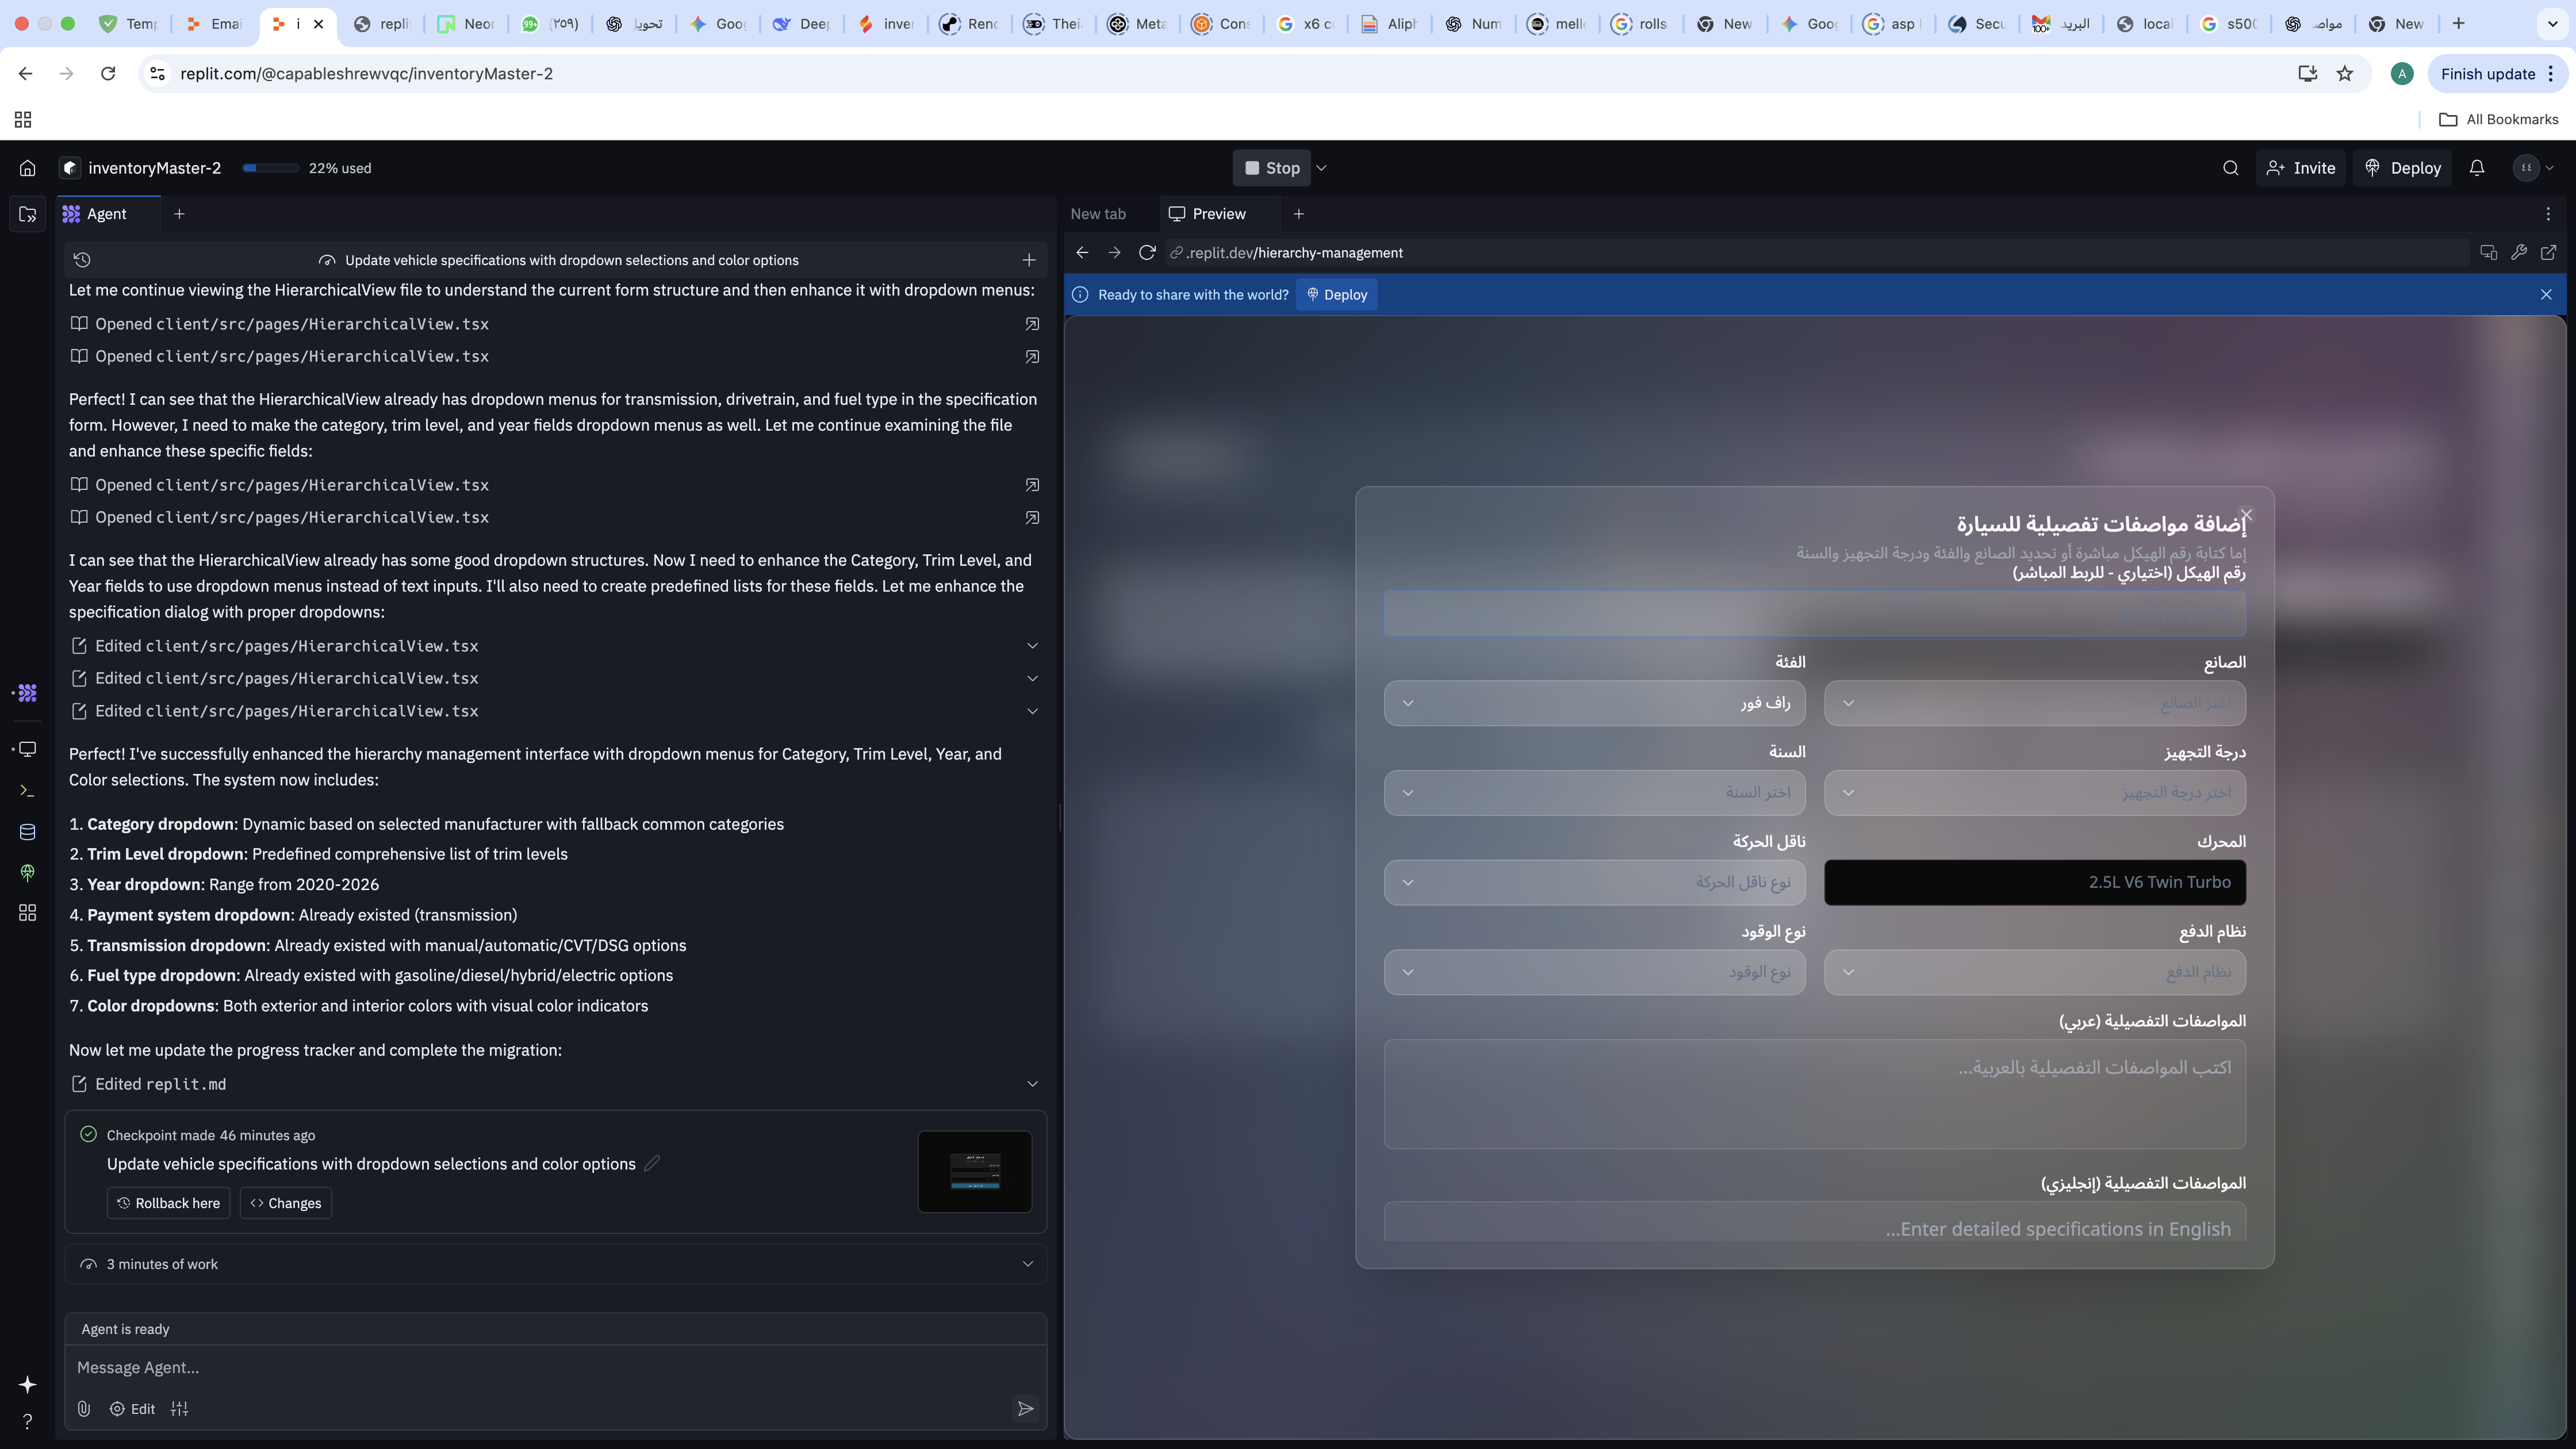 Temp
Emai
i
replit
Neon
99+
(٢٥٩)
تحويل
Goog
Deep
inver
Rend
Thei
Meta
Cons
x6 c
Aliph
Num
mell
rolls
New
Goo
asp
Secu
100+
البريد
local
s500
مواصـ
New
replit.com/@capableshrewvqc/inventoryMaster-2
A
Finish update
All Bookmarks
inventoryMaster-2
22% used
Stop
Invite
Deploy
Agent
Update vehicle specifications with dropdown selections and color options
Let me continue viewing the HierarchicalView file to understand the current form structure and then enhance it with dropdown menus:
Opened client/src/pages/HierarchicalView.tsx
Opened client/src/pages/HierarchicalView.tsx
Perfect! I can see that the HierarchicalView already has dropdown menus for transmission, drivetrain, and fuel type in the specification
form. However, I need to make the category, trim level, and year fields dropdown menus as well. Let me continue examining the file
and enhance these specific fields:
Opened client/src/pages/HierarchicalView.tsx
Opened client/src/pages/HierarchicalView.tsx
I can see that the HierarchicalView already has some good dropdown structures. Now I need to enhance the Category, Trim Level, and
Year fields to use dropdown menus instead of text inputs. I'll also need to create predefined lists for these fields. Let me enhance the
specification dialog with proper dropdowns:
Edited client/src/pages/HierarchicalView.tsx
Edited client/src/pages/HierarchicalView.tsx
Edited client/src/pages/HierarchicalView.tsx
Perfect! I've successfully enhanced the hierarchy management interface with dropdown menus for Category, Trim Level, Year, and
Color selections. The system now includes:
1. Category dropdown: Dynamic based on selected manufacturer with fallback common categories
2. Trim Level dropdown: Predefined comprehensive list of trim levels
3. Year dropdown: Range from 2020-2026
4. Payment system dropdown: Already existed (transmission)
5. Transmission dropdown: Already existed with manual/automatic/CVT/DSG options
6. Fuel type dropdown: Already existed with gasoline/diesel/hybrid/electric options
7. Color dropdowns: Both exterior and interior colors with visual color indicators
Now let me update the progress tracker and complete the migration:
Edited replit.md
Checkpoint made 46 minutes ago
Update vehicle specifications with dropdown selections and color options
Rollback here
Changes
3 minutes of work
Agent is ready
Message Agent...
Edit
New tab
Preview
.replit.dev/hierarchy-management
Ready to share with the world?
Deploy
إضافة مواصفات تفصيلية للسيارة
إما كتابة رقم الهيكل مباشرة أو تحديد الصانع والفئة ودرجة التجهيز والسنة
رقم الهيكل (اختياري - للربط المباشر)
الصانع
الفئة
اختر الصانع
راف فور
درجة التجهيز
السنة
اختر درجة التجهيز
اختر السنة
المحرك
ناقل الحركة
2.5L V6 Twin Turbo
نوع ناقل الحركة
نظام الدفع
نوع الوقود
نظام الدفع
نوع الوقود
المواصفات التفصيلية (عربي)
اكتب المواصفات التفصيلية بالعربية...
المواصفات التفصيلية (إنجليزي)
Enter detailed specifications in English...